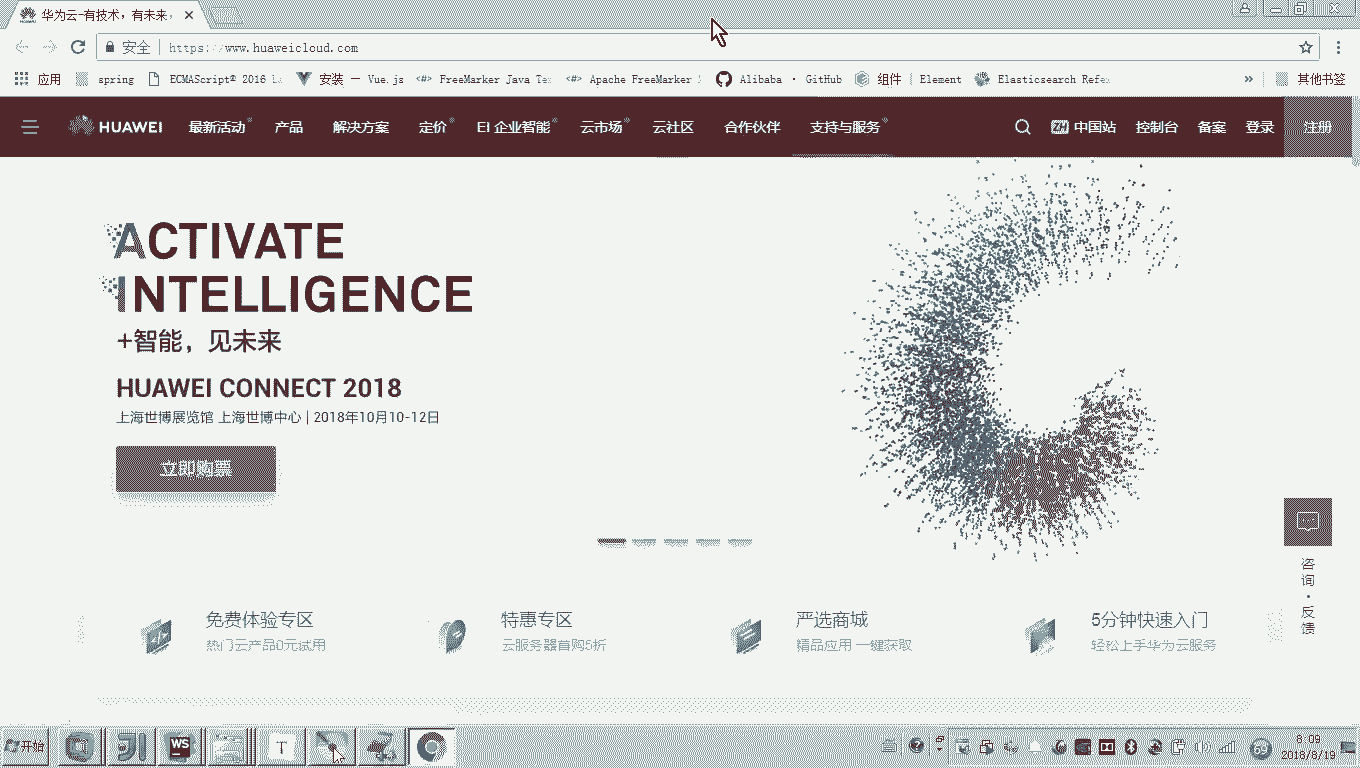 华为云-有技术，有未来，
安全 https://www.huaweicloud.com
应用 spring ECMAScript® 2016 La 安装 — Vue.js FreeMarker Java Te Apache FreeMarker Alibaba · GitHub 组件 | Element Elasticsearch Refe » 其他书签
HUAWEI 最新活动 产品 解决方案 定价 EI 企业智能 云市场 云社区 合作伙伴 支持与服务 中国站 控制台 备案 登录 注册
ACTIVATE
INTELLIGENCE
+智能，见未来
HUAWEI CONNECT 2018
上海世博展览馆 上海世博中心 | 2018年10月10-12日
立即购票
咨询·反馈
免费体验专区 特惠专区 严选商城 5分钟快速入门
热门云产品0元试用 云服务器首购5折 精品应用 一键获取 轻松上手华为云服务
开始 WS T 69 8:09
2018/8/19